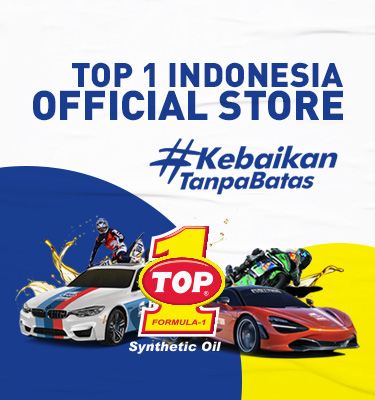 TOP 1 INDONESIA
OFFICIAL STORE
#Kebaikan
TanpaBatas
1
TOP
®
FORMULA-1
Synthetic Oil